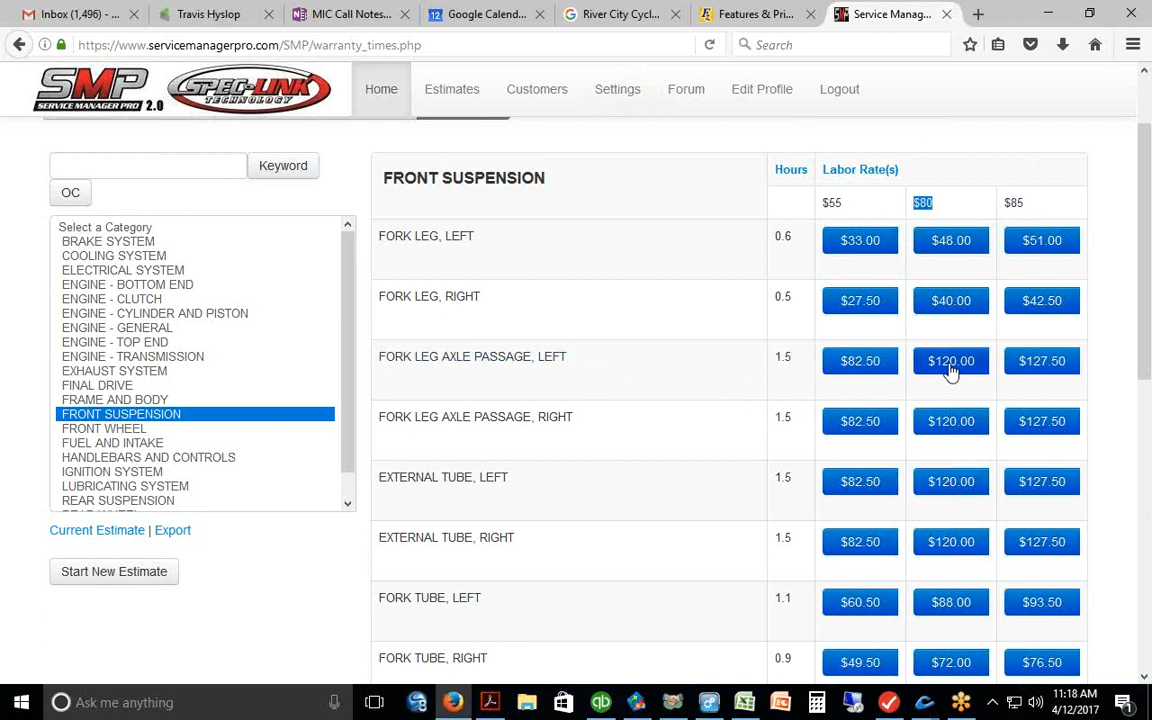 Inbox (1,496) - ...
Travis Hyslop
MIC Call Notes...
12 Google Calend...
River City Cycl...
Features & Pri...
Service Manag...
https://www.servicemanagerpro.com/SMP/warranty_times.php
Search
SMP SERVICE MANAGER PRO 2.0
SPEC-LINK TECHNOLOGY
Home
Estimates
Customers
Settings
Forum
Edit Profile
Logout
Keyword
OC
Select a Category
BRAKE SYSTEM
COOLING SYSTEM
ELECTRICAL SYSTEM
ENGINE - BOTTOM END
ENGINE - CLUTCH
ENGINE - CYLINDER AND PISTON
ENGINE - GENERAL
ENGINE - TOP END
ENGINE - TRANSMISSION
EXHAUST SYSTEM
FINAL DRIVE
FRAME AND BODY
FRONT SUSPENSION
FRONT WHEEL
FUEL AND INTAKE
HANDLEBARS AND CONTROLS
IGNITION SYSTEM
LUBRICATING SYSTEM
REAR SUSPENSION
Current Estimate | Export
Start New Estimate
FRONT SUSPENSION Hours Labor Rate(s)
$55 $80 $85
FORK LEG, LEFT 0.6 $33.00 $48.00 $51.00
FORK LEG, RIGHT 0.5 $27.50 $40.00 $42.50
FORK LEG AXLE PASSAGE, LEFT 1.5 $82.50 $120.00 $127.50
FORK LEG AXLE PASSAGE, RIGHT 1.5 $82.50 $120.00 $127.50
EXTERNAL TUBE, LEFT 1.5 $82.50 $120.00 $127.50
EXTERNAL TUBE, RIGHT 1.5 $82.50 $120.00 $127.50
FORK TUBE, LEFT 1.1 $60.50 $88.00 $93.50
FORK TUBE, RIGHT 0.9 $49.50 $72.00 $76.50
Ask me anything
11:18 AM
4/12/2017